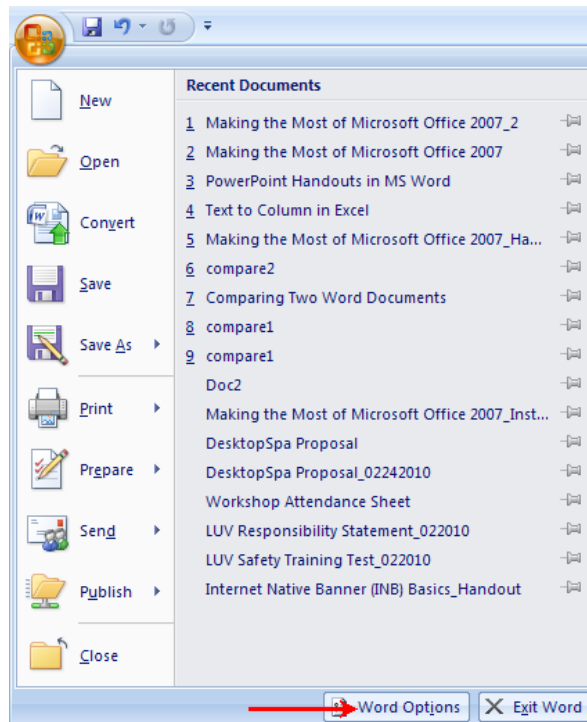 New
Open
Convert
Save
Save As
Print
Prepare
Send
Publish
Close
Recent Documents
1 Making the Most of Microsoft Office 2007_2
2 Making the Most of Microsoft Office 2007
3 PowerPoint Handouts in MS Word
4 Text to Column in Excel
5 Making the Most of Microsoft Office 2007_Ha...
6 compare2
7 Comparing Two Word Documents
8 compare1
9 compare1
Doc2
Making the Most of Microsoft Office 2007_Inst...
DesktopSpa Proposal
DesktopSpa Proposal_02242010
Workshop Attendance Sheet
LUV Responsibility Statement_022010
LUV Safety Training Test_022010
Internet Native Banner (INB) Basics_Handout
Word Options
Exit Word